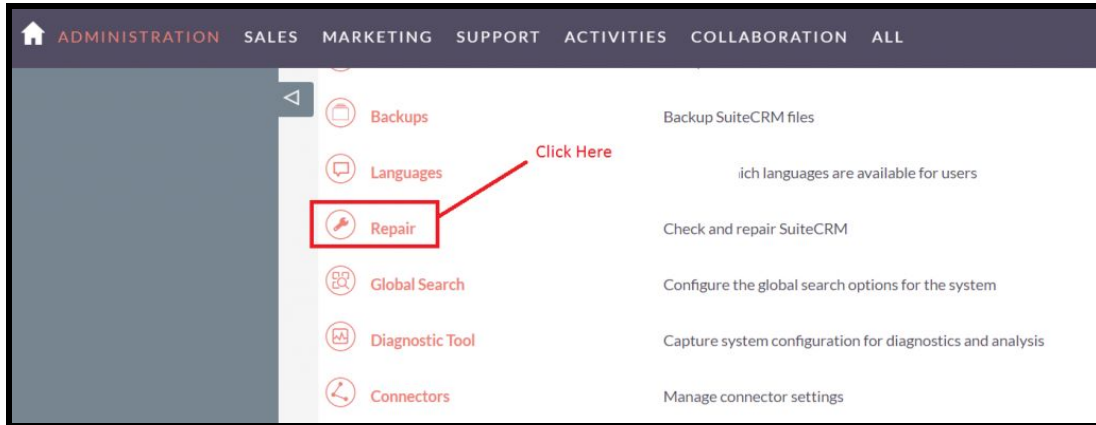 ADMINISTRATION SALES MARKETING SUPPORT ACTIVITIES COLLABORATION ALL
Backups Backup SuiteCRM files
Click Here
Languages languages are available for users
Repair Check and repair SuiteCRM
Global Search Configure the global search options for the system
Diagnostic Tool Capture system configuration for diagnostics and analysis
Connectors Manage connector settings